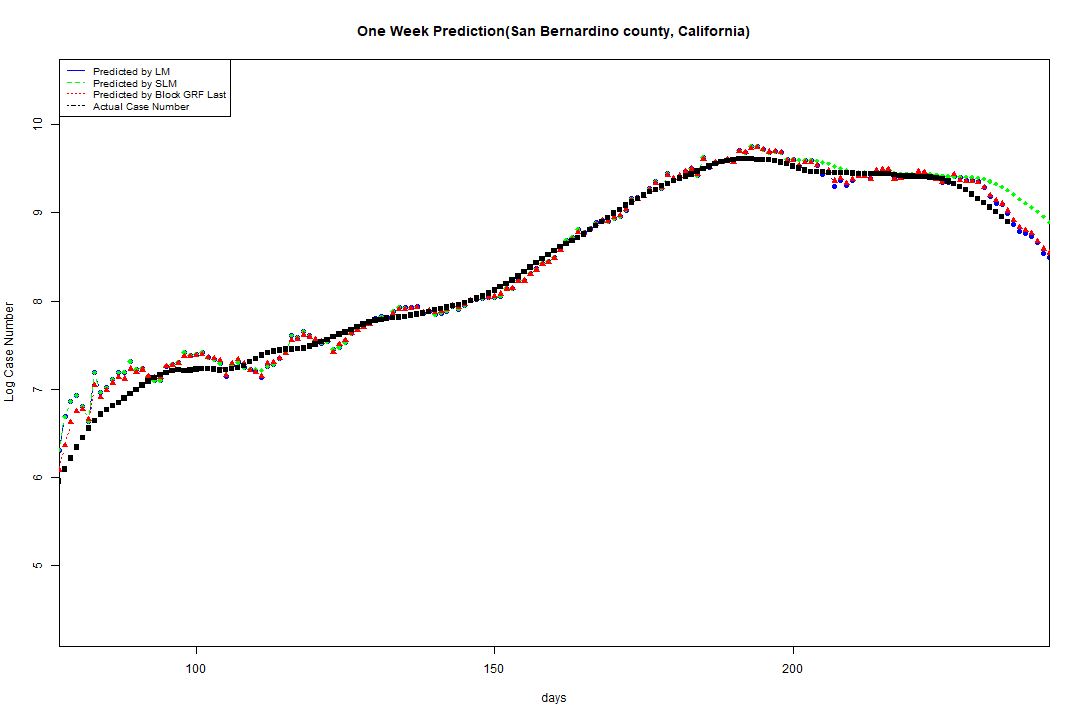 One Week Prediction(San Bernardino county, California)
Predicted by LM
Predicted by SLM
Predicted by Block GRF Last
Actual Case Number
10
9
8
7
6
5
Log Case Number
100 150 200
days